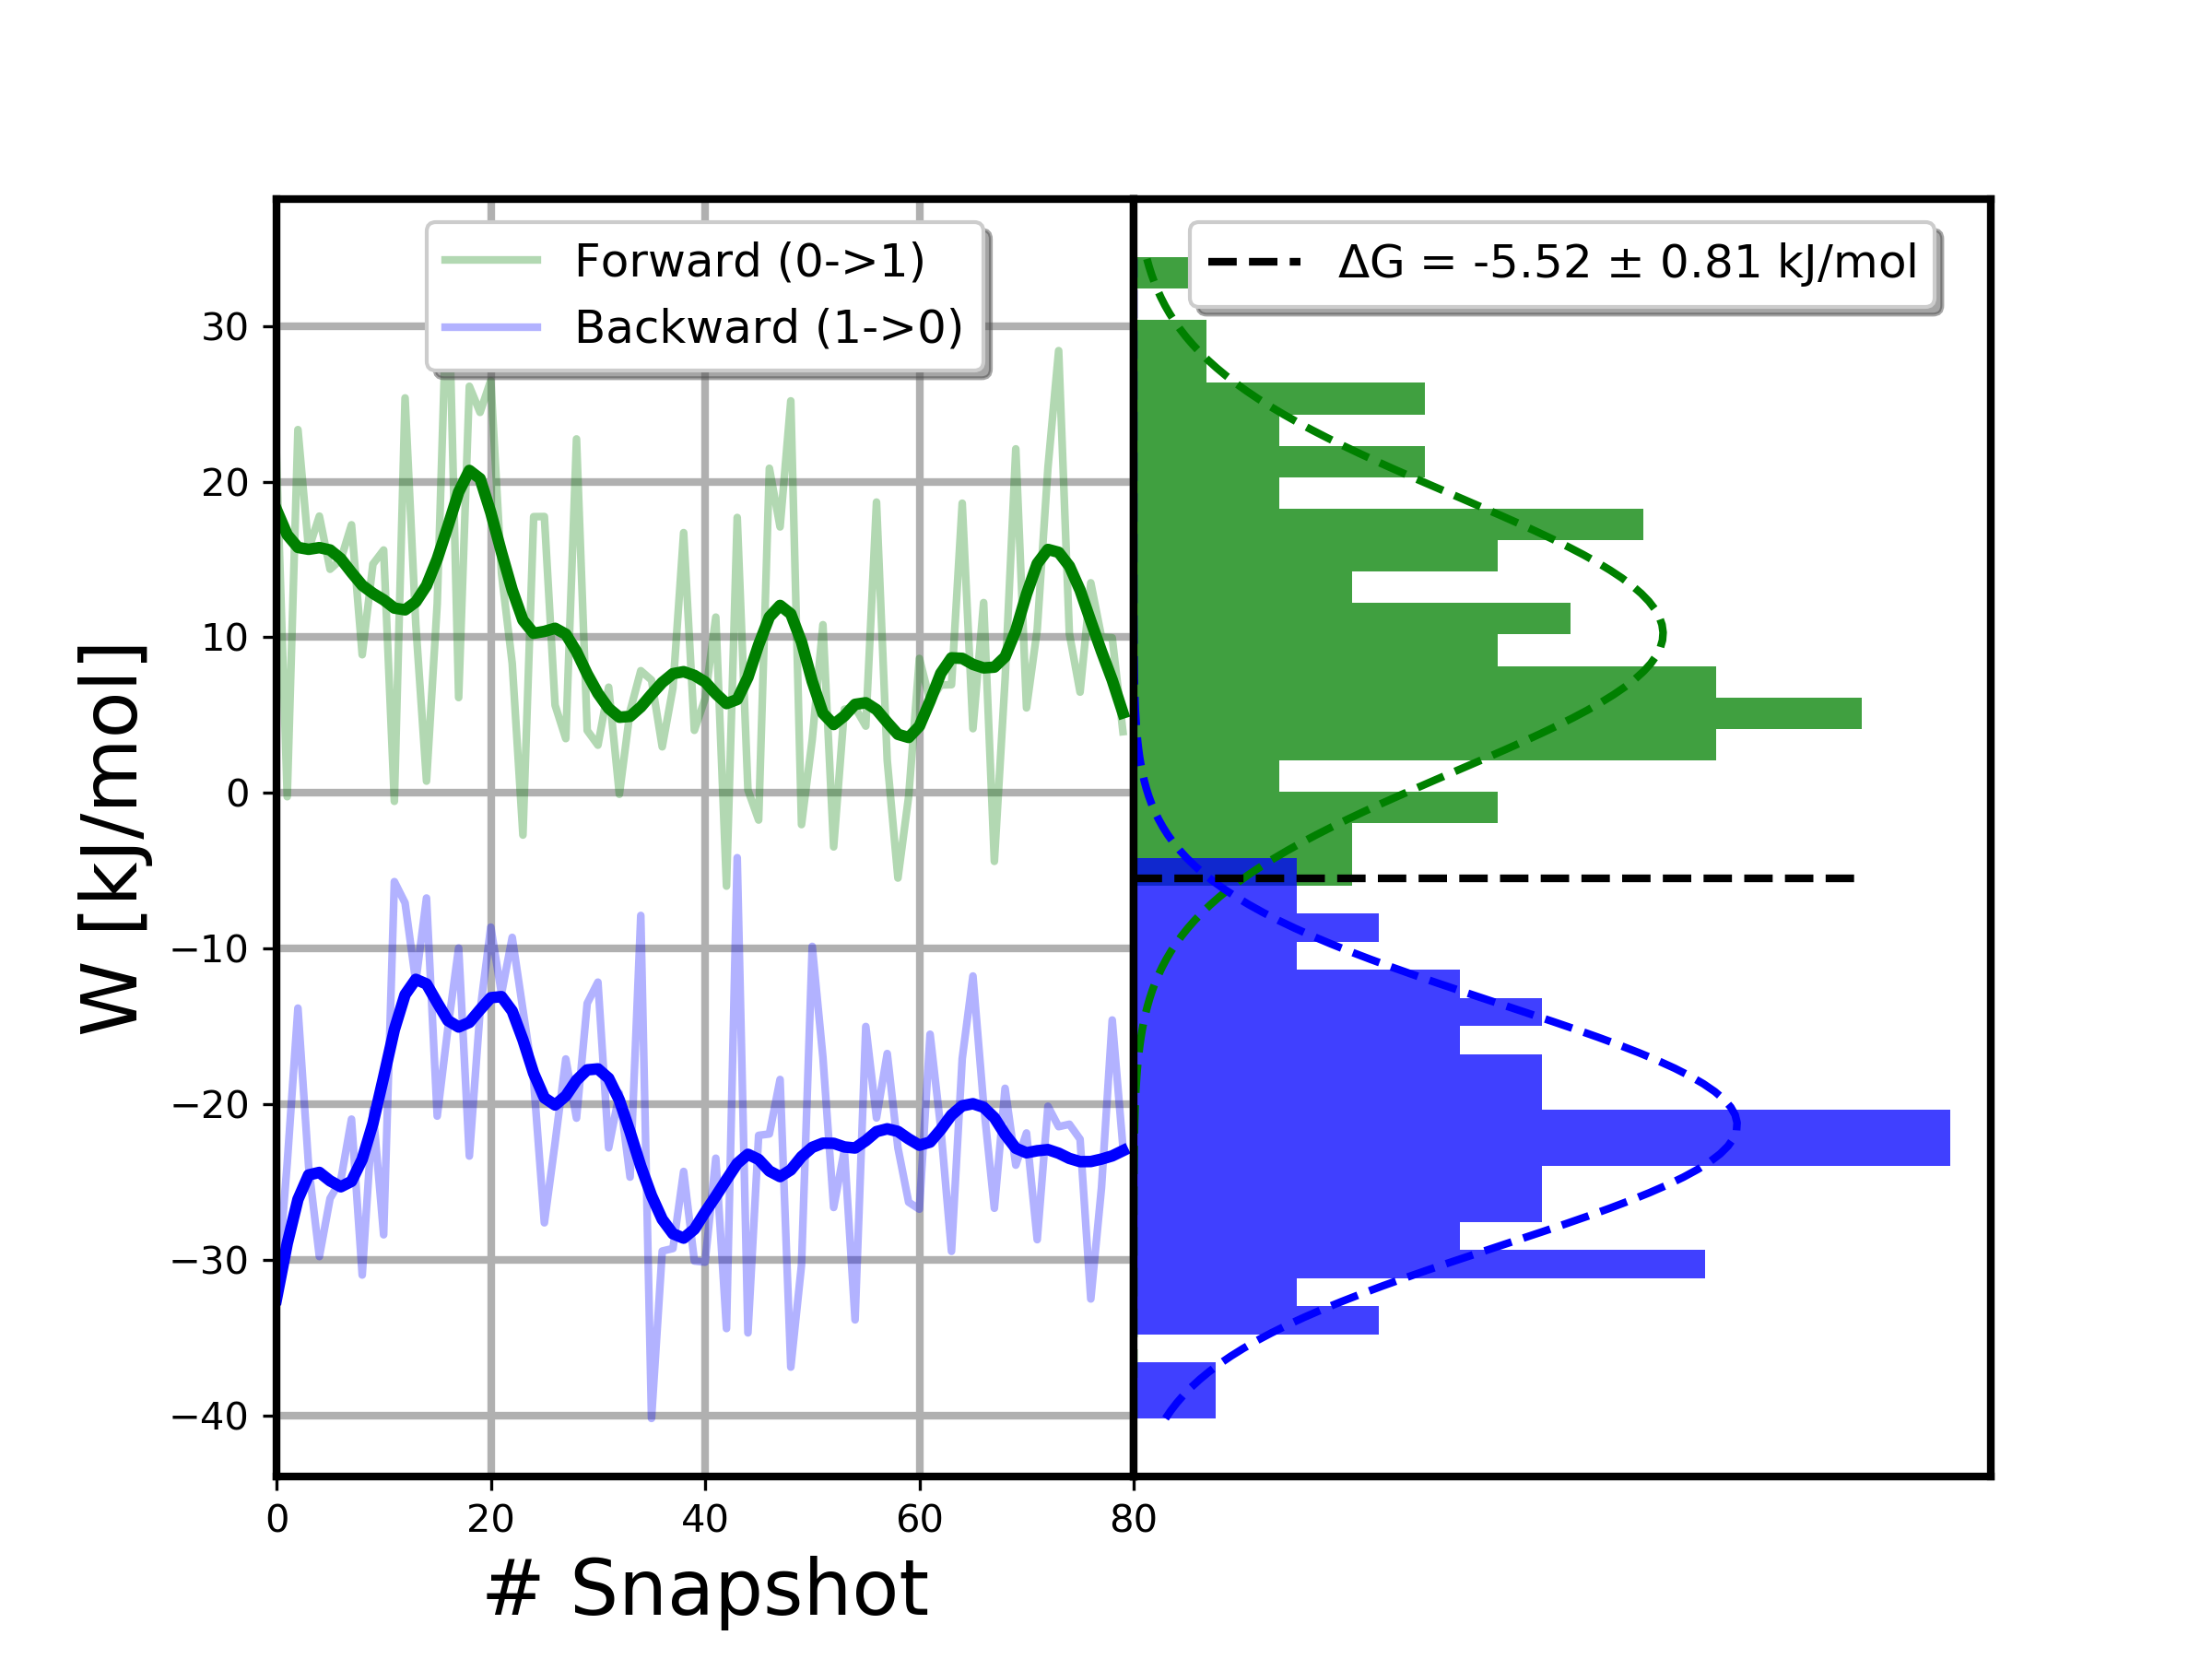 Forward (0->1)
Backward (1->0)
ΔG = -5.52 ± 0.81 kJ/mol
30
20
10
0
−10
−20
−30
−40
W [kJ/mol]
0
20
40
60
80
# Snapshot